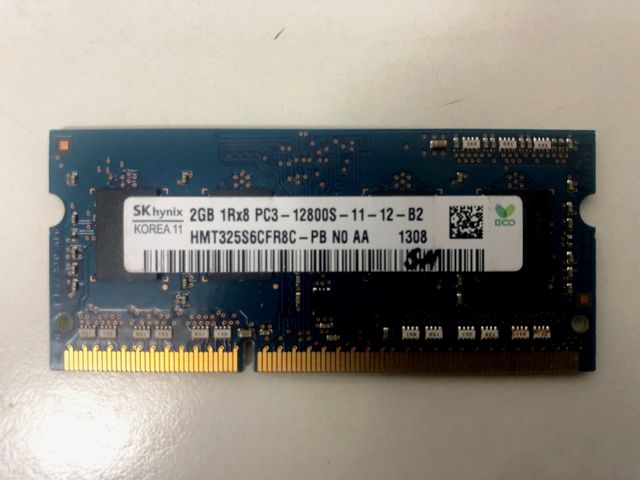 SK hynix
KOREA 11
2GB 1Rx8 PC3-12800S-11-12-B2
HMT325S6CFR8C-PB N0 AA 1308
ECO